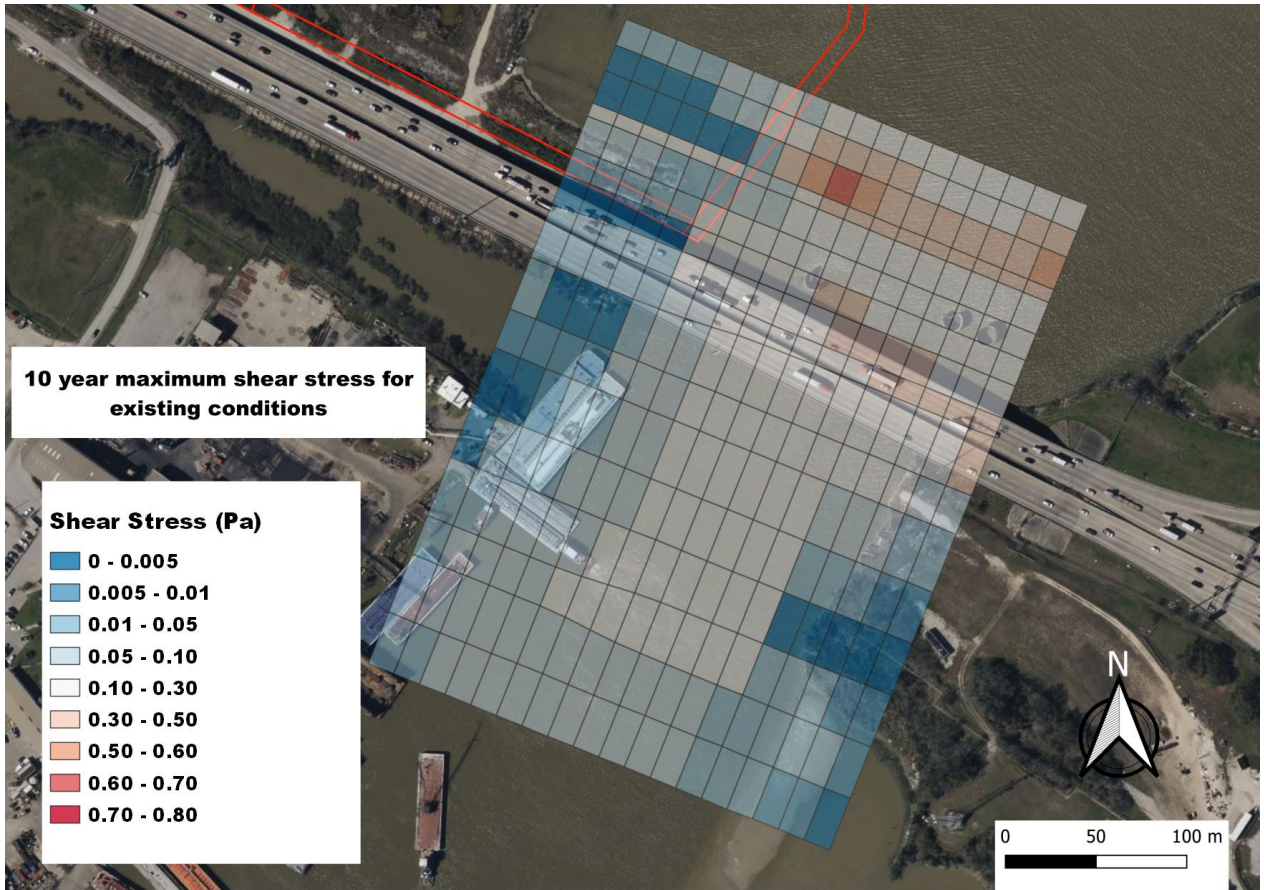 10 year maximum shear stress for
existing conditions
Shear Stress (Pa)
0 - 0.005
0.005 - 0.01
0.01 - 0.05
0.05 - 0.10
0.10 - 0.30
0.30 - 0.50
0.50 - 0.60
0.60 - 0.70
0.70 - 0.80
N
0 50 100 m